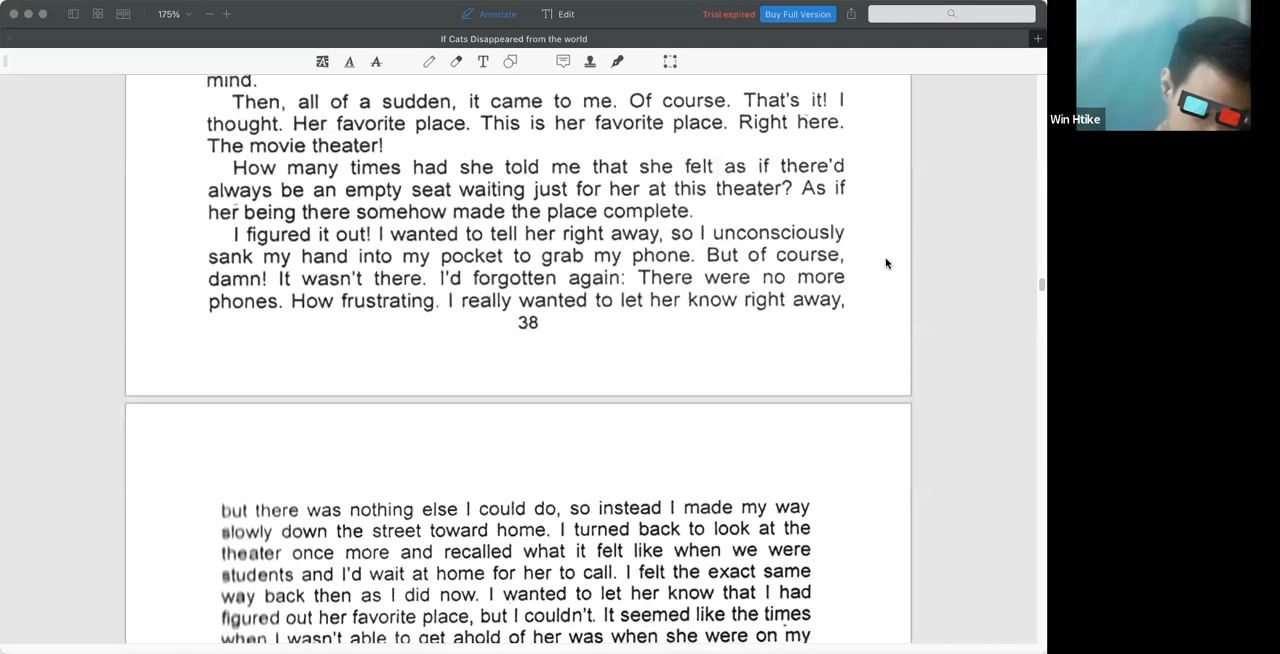 175%
Annotate
Edit
Trial expired
Buy Full Version
If Cats Disappeared from the world
mind.
Then, all of a sudden, it came to me. Of course. That's it! I
thought. Her favorite place. This is her favorite place. Right here.
The movie theater!
How many times had she told me that she felt as if there'd
always be an empty seat waiting just for her at this theater? As if
her being there somehow made the place complete.
I figured it out! I wanted to tell her right away, so I unconsciously
sank my hand into my pocket to grab my phone. But of course,
damn! It wasn't there. I'd forgotten again: There were no more
phones. How frustrating. I really wanted to let her know right away,
38
but there was nothing else I could do, so instead I made my way
slowly down the street toward home. I turned back to look at the
theater once more and recalled what it felt like when we were
students and I'd wait at home for her to call. I felt the exact same
way back then as I did now. I wanted to let her know that I had
figured out her favorite place, but I couldn't. It seemed like the times
when I wasn't able to get ahold of her was when she were on my
Win Htike